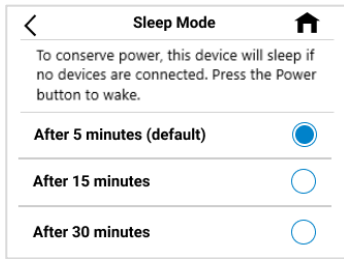 Sleep Mode
To conserve power, this device will sleep if
no devices are connected. Press the Power
button to wake.
After 5 minutes (default)
After 15 minutes
After 30 minutes